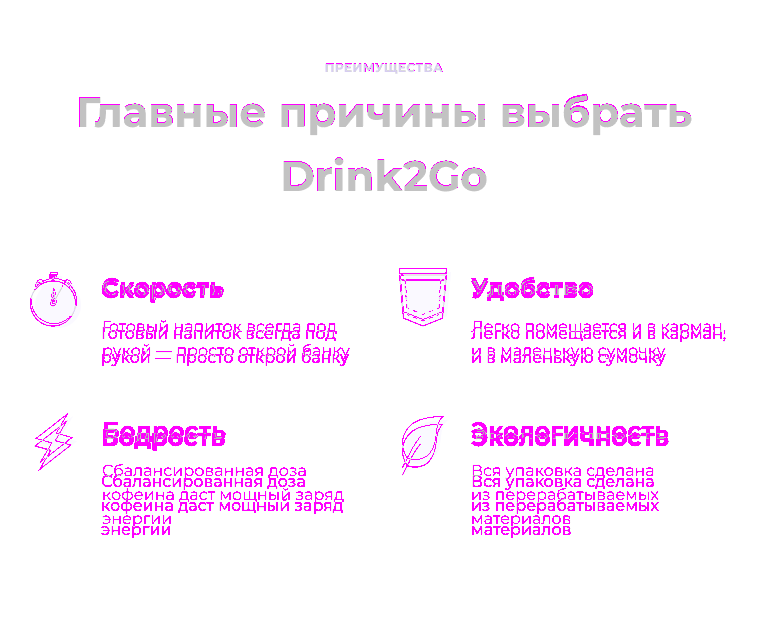 ПРЕИМУЩЕСТВА
Главные причины выбрать
Drink2Go
Скорость
Готовый напиток всегда под
рукой — просто открой банку
Удобство
Легко помещается и в карман,
и в маленькую сумочку
Бодрость
Сбалансированная доза
кофеина даст мощный заряд
энергии
Экологичность
Вся упаковка сделана
из перерабатываемых
материалов